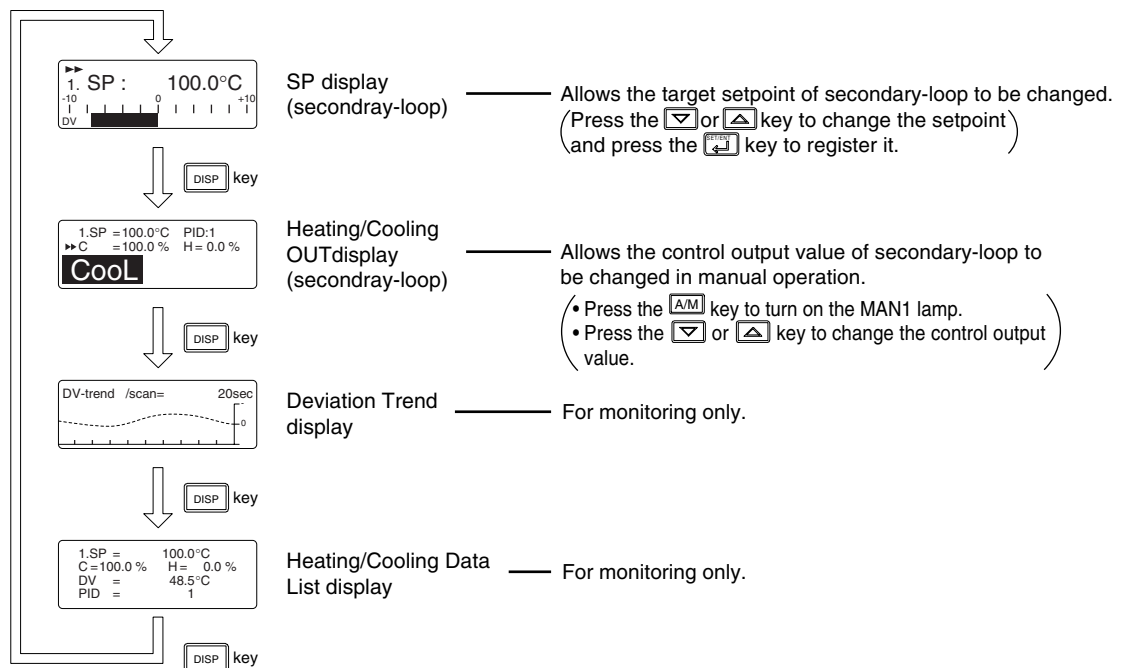 ▶▶
1. SP : 100.0°C
-10 0 +10
DV
SP display
(secondray-loop)
Allows the target setpoint of secondary-loop to be changed.
Press the ▽ or △ key to change the setpoint
and press the SET/ENT key to register it.
DISP key
1.SP =100.0°C PID:1
▶▶C =100.0 % H= 0.0 %
CooL
Heating/Cooling
OUTdisplay
(secondray-loop)
Allows the control output value of secondary-loop to
be changed in manual operation.
• Press the A/M key to turn on the MAN1 lamp.
• Press the ▽ or △ key to change the control output
value.
DISP key
DV-trend /scan= 20sec
0
Deviation Trend
display
For monitoring only.
DISP key
1.SP = 100.0°C
C=100.0 % H= 0.0 %
DV = 48.5°C
PID = 1
Heating/Cooling Data
List display
For monitoring only.
DISP key